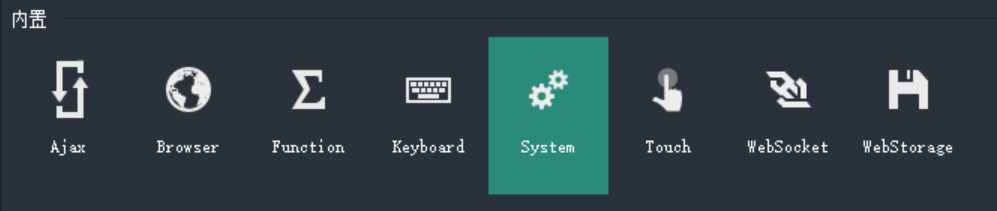 内置
Ajax Browser Function Keyboard System Touch WebSocket WebStorage